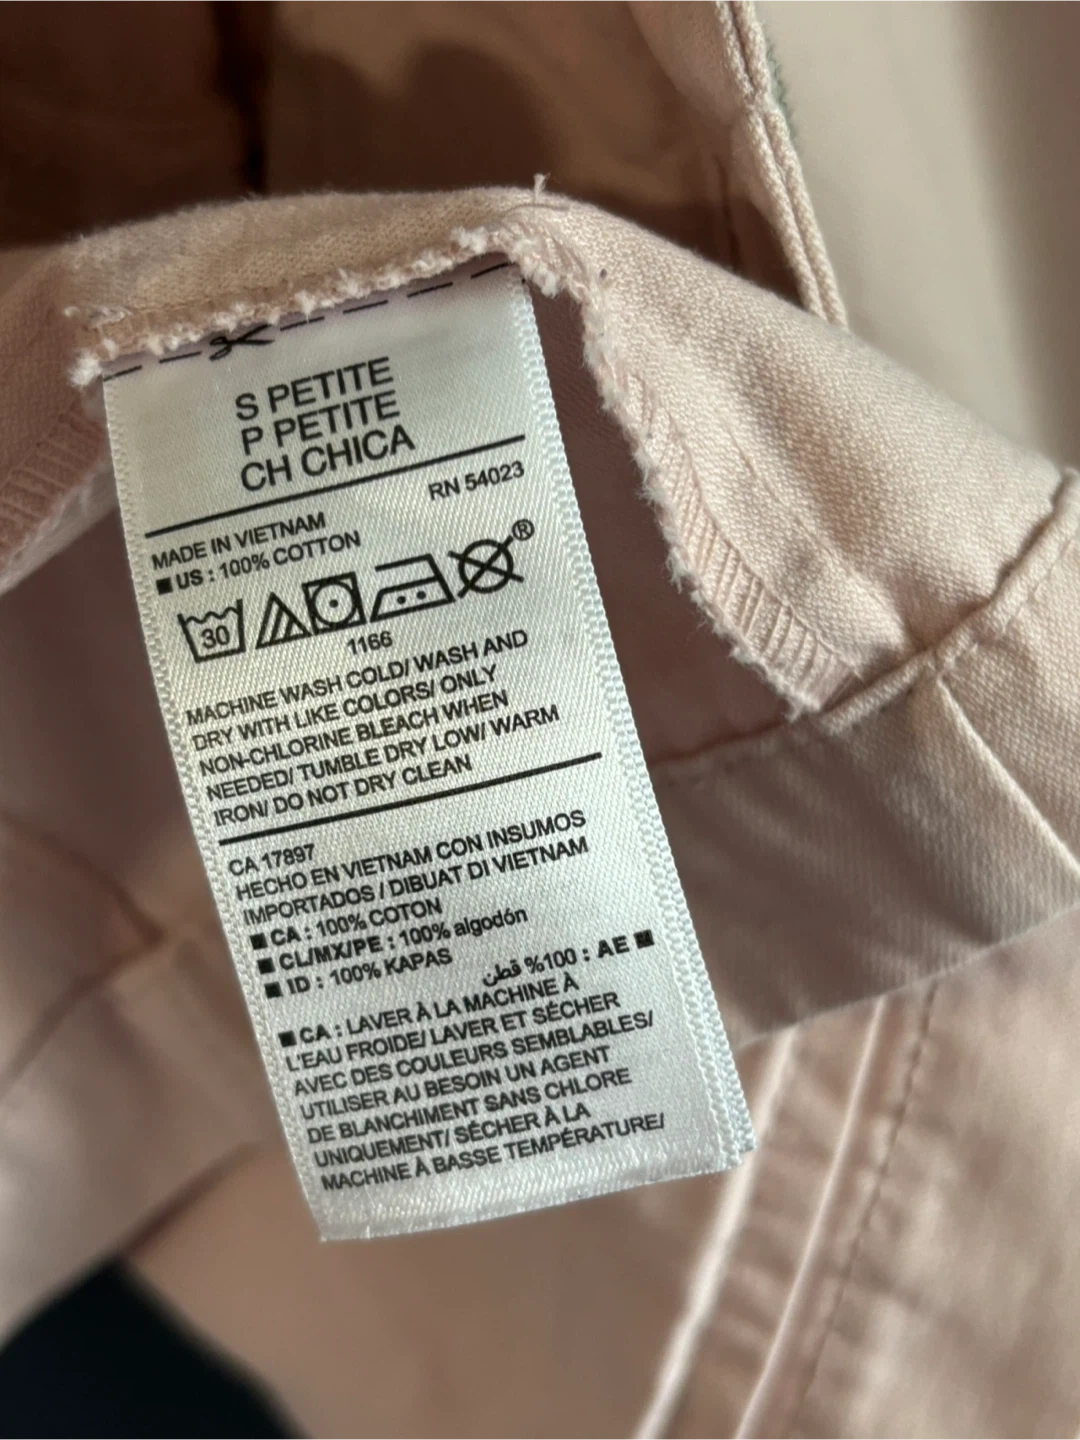 S PETITE
P PETITE
CH CHICA
RN 54023
MADE IN VIETNAM
■ US : 100% COTTON
30
®
1166
MACHINE WASH COLD/ WASH AND
DRY WITH LIKE COLORS/ ONLY
NON-CHLORINE BLEACH WHEN
NEEDED/ TUMBLE DRY LOW/ WARM
IRON/ DO NOT DRY CLEAN
CA 17897
HECHO EN VIETNAM CON INSUMOS
IMPORTADOS / DIBUAT DI VIETNAM
■ CA : 100% COTON
■ CL/MX/PE : 100% algodón
■ ID : 100% KAPAS
■ AE : 100% قطن
■ CA : LAVER À LA MACHINE À
L'EAU FROIDE/ LAVER ET SÉCHER
AVEC DES COULEURS SEMBLABLES/
UTILISER AU BESOIN UN AGENT
DE BLANCHIMENT SANS CHLORE
UNIQUEMENT/ SÉCHER À LA
MACHINE À BASSE TEMPÉRATURE/